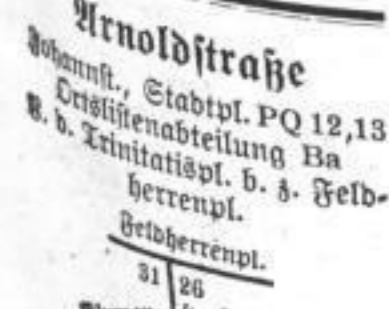 Arnoldstraße
Johannst., Stadtpl. PQ 12,13
Ortslistenabteilung Ba
V. d. Trinitatispl. b. z. Feld-
herrenpl.
Feldherrenpl.
31 26